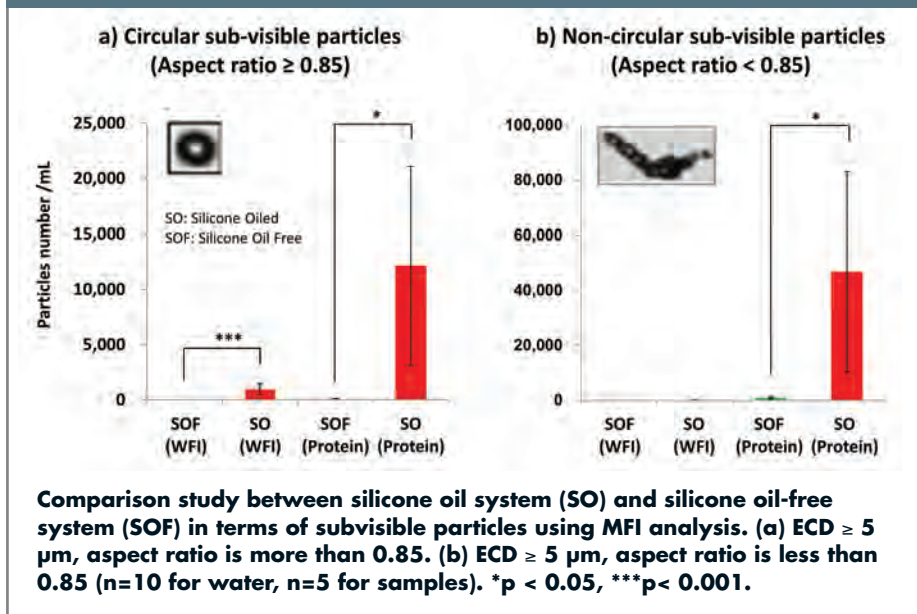 a) Circular sub-visible particles
(Aspect ratio ≥ 0.85)
25,000
20,000
15,000
10,000
5,000
0
Particles number /mL
SO: Silicone Oiled
SOF: Silicone Oil Free
***
*
SOF
(WFI)
SO
(WFI)
SOF
(Protein)
SO
(Protein)
b) Non-circular sub-visible particles
(Aspect ratio < 0.85)
100,000
80,000
60,000
40,000
20,000
0
*
SOF
(WFI)
SO
(WFI)
SOF
(Protein)
SO
(Protein)
Comparison study between silicone oil system (SO) and silicone oil-free
system (SOF) in terms of subvisible particles using MFI analysis. (a) ECD ≥ 5
µm, aspect ratio is more than 0.85. (b) ECD ≥ 5 µm, aspect ratio is less than
0.85 (n=10 for water, n=5 for samples). *p < 0.05, ***p< 0.001.